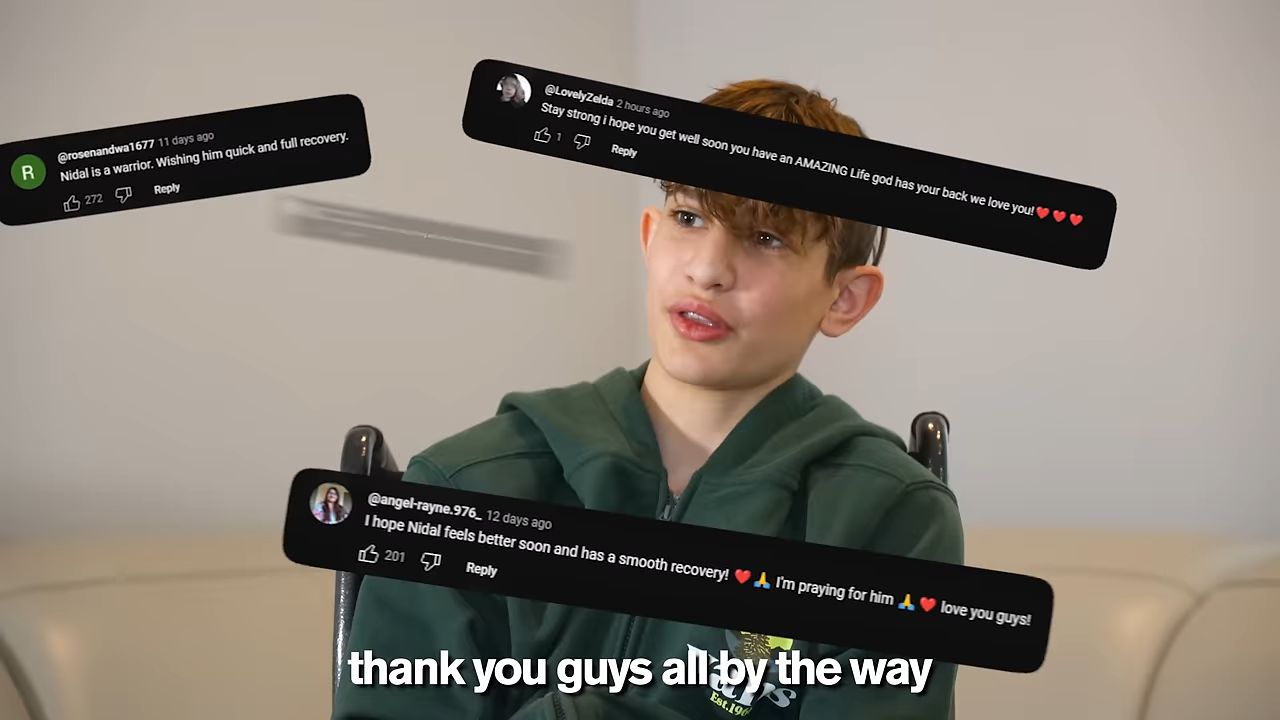 @LovelyZelda 2 hours ago
Stay strong i hope you get well soon you have an AMAZING Life god has your back we love you!❤️❤️❤️
1 Reply
R
@rosenandwa1677 11 days ago
Nidal is a warrior. Wishing him quick and full recovery.
272 Reply
@angel-rayne.976_ 12 days ago
I hope Nidal feels better soon and has a smooth recovery! ❤️🙏 I'm praying for him 🙏❤️ love you guys!
201 Reply
thank you guys all by the way
Est.196